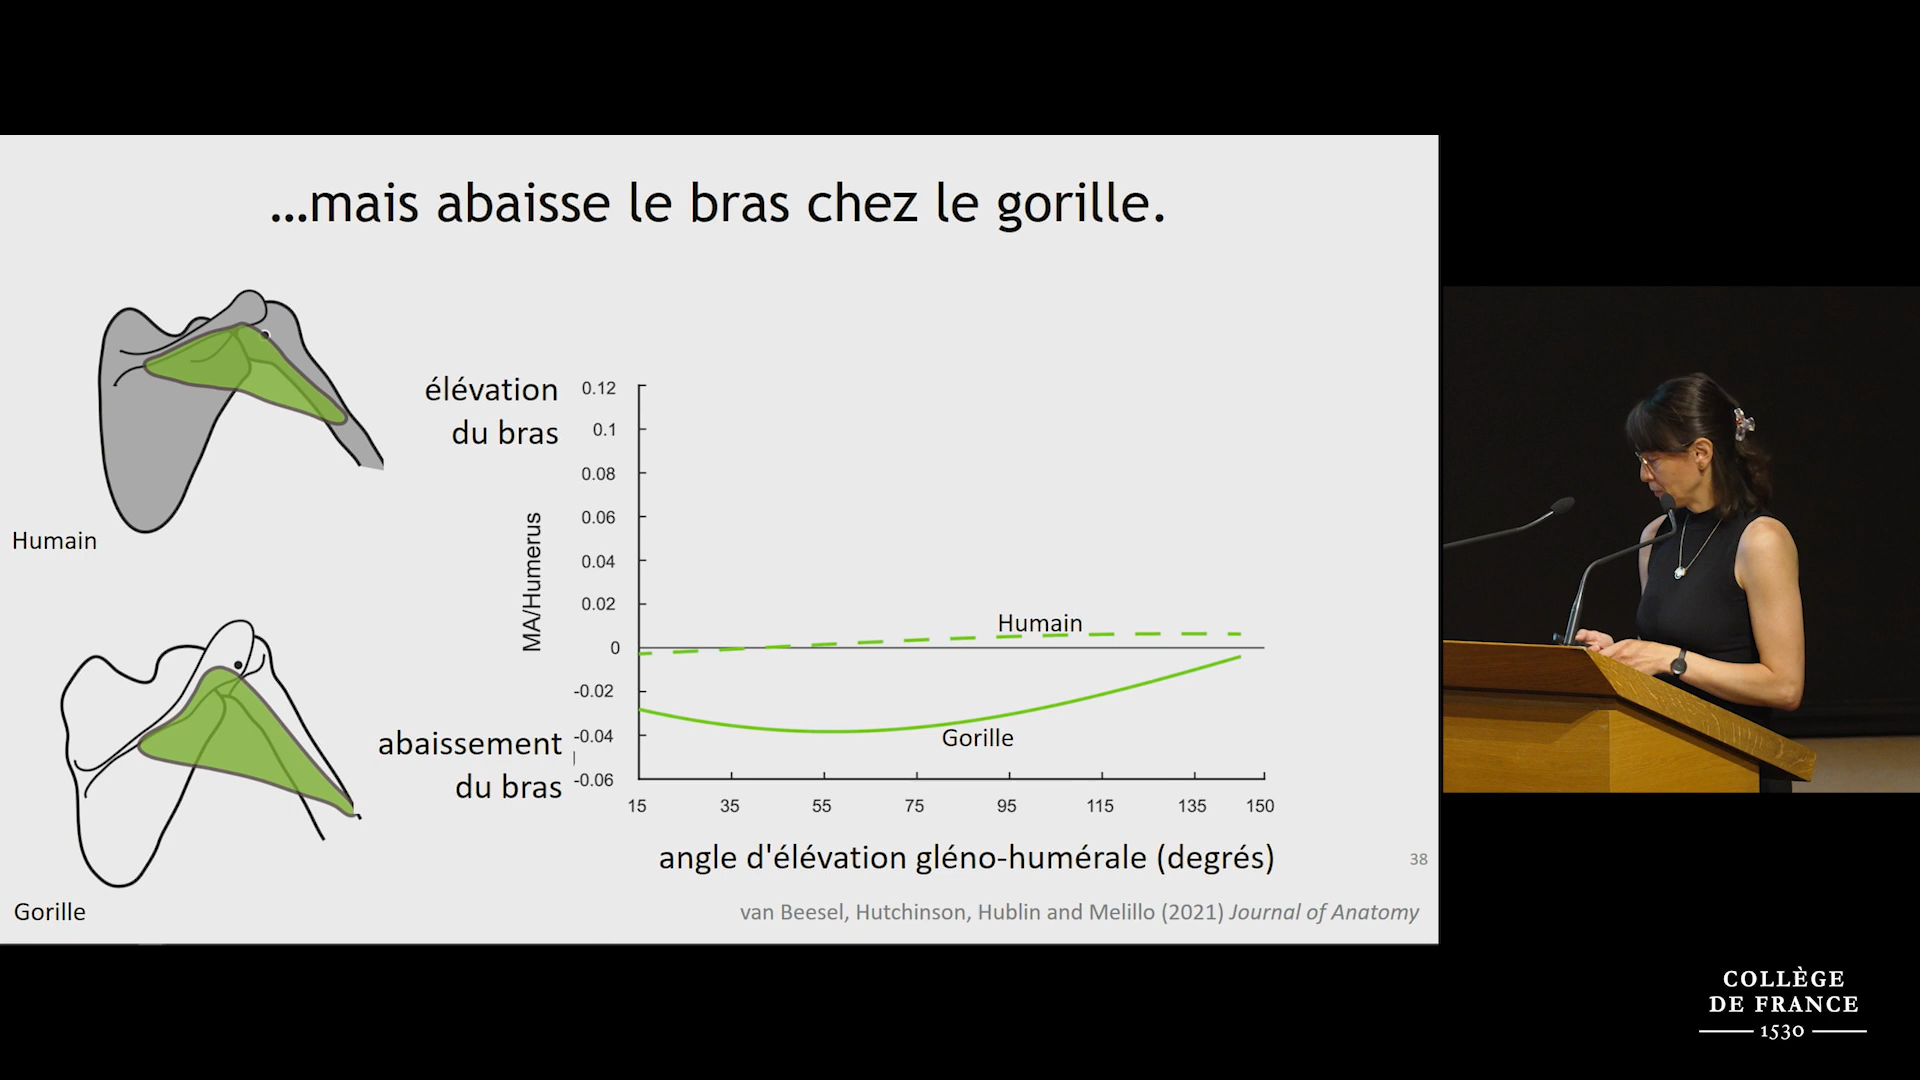 …mais abaisse le bras chez le gorille.
Humain
Gorille
élévation
du bras
abaissement
du bras
MA/Humerus
0.12
0.1
0.08
0.06
0.04
0.02
0
-0.02
-0.04
-0.06
Humain
Gorille
15 35 55 75 95 115 135 150
angle d'élévation gléno-humérale (degrés)
38
van Beesel, Hutchinson, Hublin and Melillo (2021) Journal of Anatomy
COLLÈGE
DE FRANCE
1530